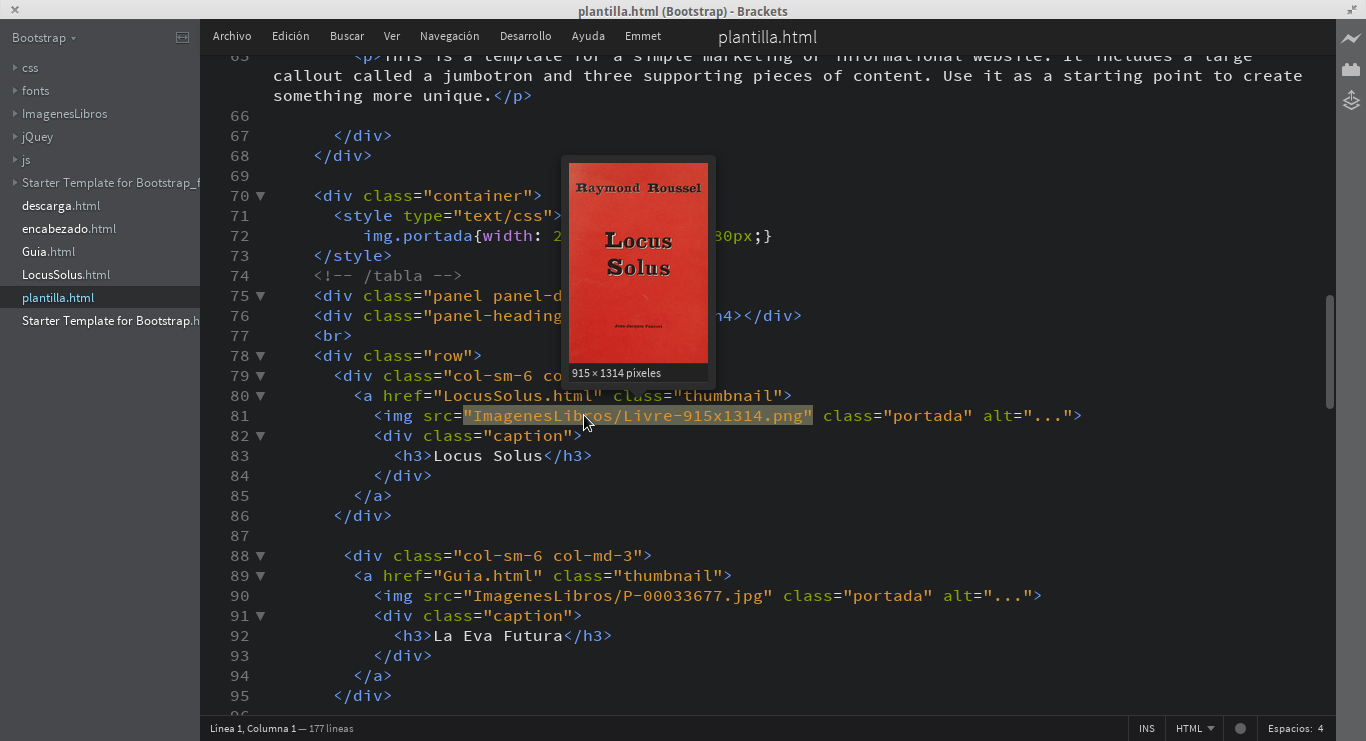 plantilla.html (Bootstrap) - Brackets
Bootstrap
Archivo Edición Buscar Ver Navegación Desarrollo Ayuda Emmet plantilla.html
css
fonts
ImagenesLibros
jQuey
js
Starter Template for Bootstrap_f
descarga.html
encabezado.html
Guia.html
LocusSolus.html
plantilla.html
Starter Template for Bootstrap.h
65 <p>This is a template for a simple marketing or informational website. It includes a large
callout called a jumbotron and three supporting pieces of content. Use it as a starting point to create
something more unique.</p>
66
67 </div>
68 </div>
69
70 <div class="container">
71 <style type="text/css">
72 img.portada{width: 2 80px;}
73 </style>
74 <!-- /tabla -->
75 <div class="panel panel-d
76 <div class="panel-heading h4></div>
77 <br>
78 <div class="row">
79 <div class="col-sm-6 co
80 <a href="LocusSolus.html" class="thumbnail">
81 <img src="ImagenesLibros/Livre-915x1314.png" class="portada" alt="...">
82 <div class="caption">
83 <h3>Locus Solus</h3>
84 </div>
85 </a>
86 </div>
87
88 <div class="col-sm-6 col-md-3">
89 <a href="Guia.html" class="thumbnail">
90 <img src="ImagenesLibros/P-00033677.jpg" class="portada" alt="...">
91 <div class="caption">
92 <h3>La Eva Futura</h3>
93 </div>
94 </a>
95 </div>
Raymond Roussel
Locus
Solus
915 × 1314 píxeles
Línea 1, Columna 1 — 177 líneas
INS HTML Espacios: 4